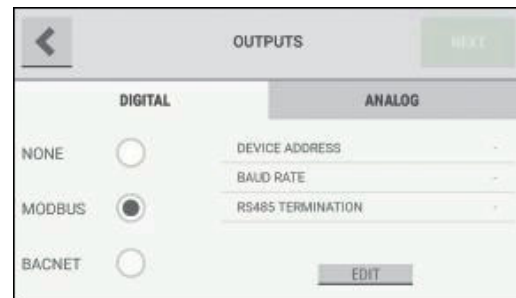 OUTPUTS
NEXT
DIGITAL
ANALOG
NONE
MODBUS
BACNET
DEVICE ADDRESS -
BAUD RATE -
RS485 TERMINATION -
EDIT